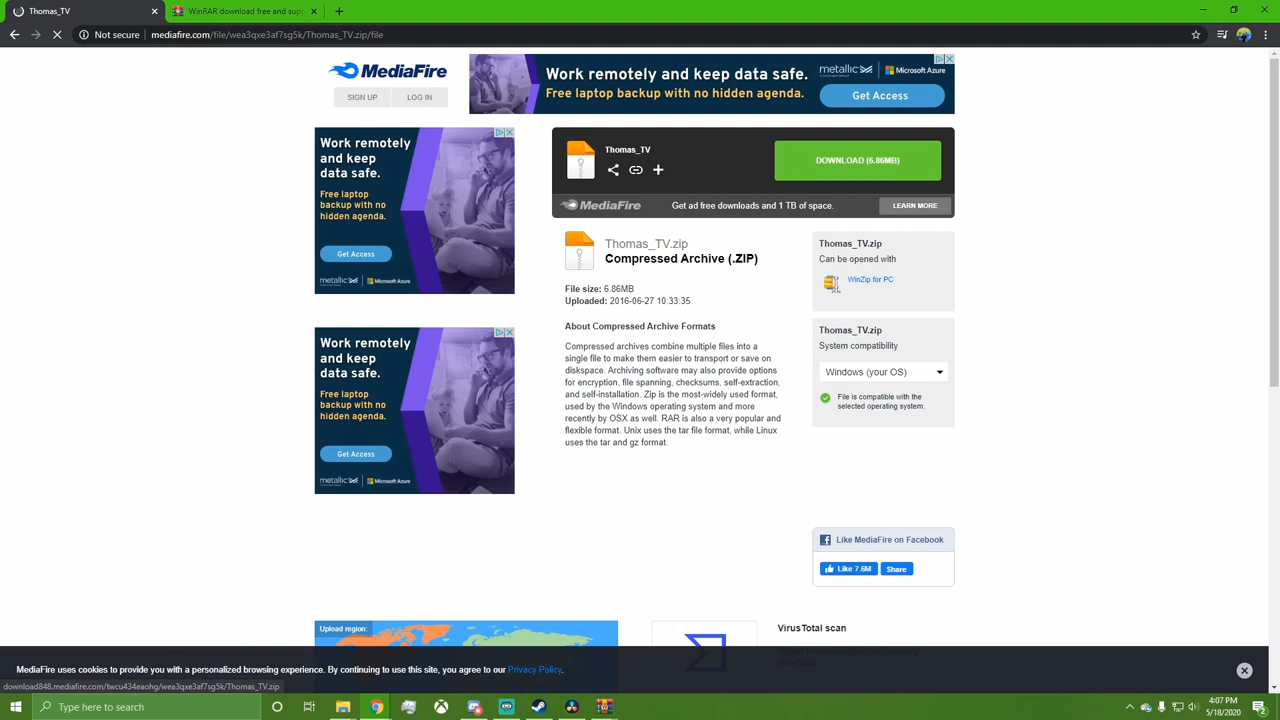 Thomas_TV
WinRAR download free and supp
Not secure
mediafire.com/file/wea3qxe3af7sg5k/Thomas_TV.zip/file
MediaFire
SIGN UP
LOG IN
Work remotely and keep data safe.
Free laptop backup with no hidden agenda.
metallic
Microsoft Azure
Get Access
Work remotely
and keep
data safe.
Free laptop
backup with no
hidden agenda.
Get Access
metallic
Microsoft Azure
Thomas_TV
DOWNLOAD (6.86MB)
MediaFire
Get ad free downloads and 1 TB of space.
LEARN MORE
Thomas_TV.zip
Compressed Archive (.ZIP)
File size: 6.86MB
Uploaded: 2016-06-27 10:33:35
About Compressed Archive Formats
Compressed archives combine multiple files into a
single file to make them easier to transport or save on
diskspace. Archiving software may also provide options
for encryption, file spanning, checksums, self-extraction,
and self-installation. Zip is the most-widely used format,
used by the Windows operating system and more
recently by OSX as well. RAR is also a very popular and
flexible format. Unix uses the tar file format, while Linux
uses the tar and gz format.
Thomas_TV.zip
Can be opened with
WinZip for PC
Thomas_TV.zip
System compatibility
Windows (your OS)
File is compatible with the
selected operating system.
Work remotely
and keep
data safe.
Free laptop
backup with no
hidden agenda.
Get Access
metallic
Microsoft Azure
Like MediaFire on Facebook
Like 7.6M
Share
Upload region:
VirusTotal scan
MediaFire uses cookies to provide you with a personalized browsing experience. By continuing to use this site, you agree to our Privacy Policy.
download848.mediafire.com/twcu434eaohg/wea3qxe3af7sg5k/Thomas_TV.zip
Type here to search
4:07 PM
5/18/2020
2